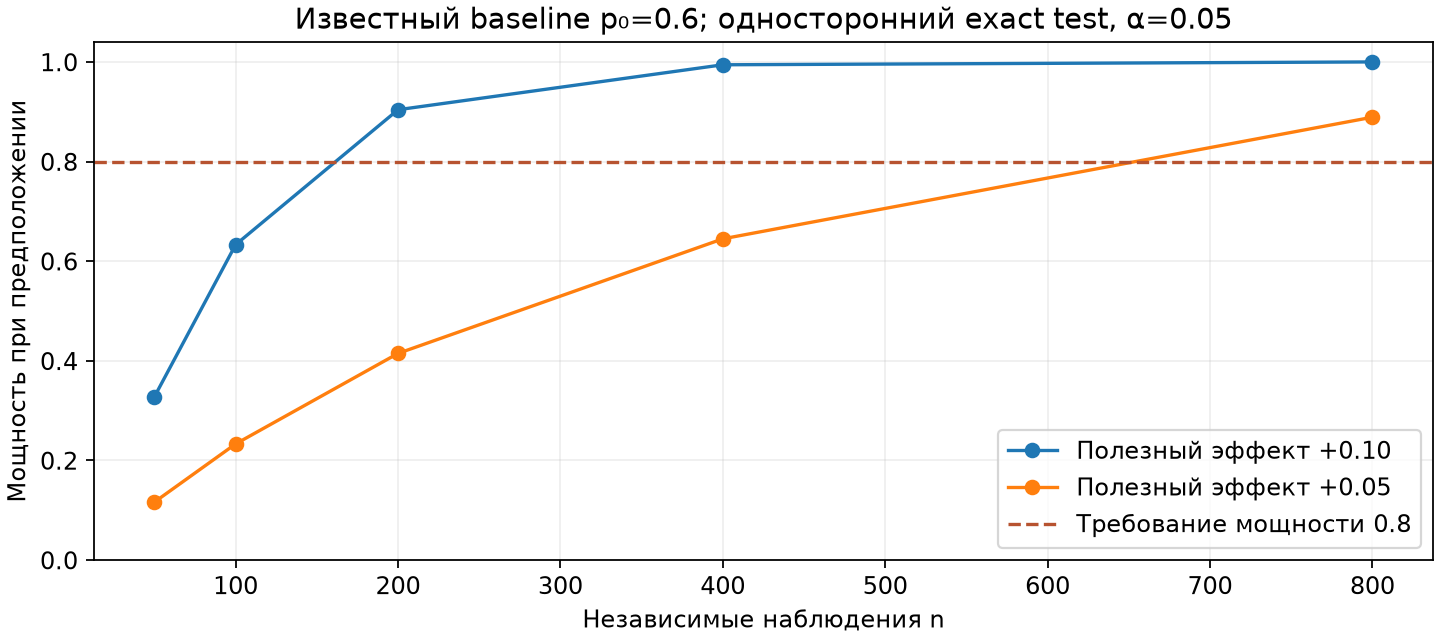 Известный baseline p₀=0.6; односторонний exact test, α=0.05
Мощность при предположении
1.0
0.8
0.6
0.4
0.2
0.0
100
200
300
400
500
600
700
800
Независимые наблюдения n
Полезный эффект +0.10
Полезный эффект +0.05
Требование мощности 0.8